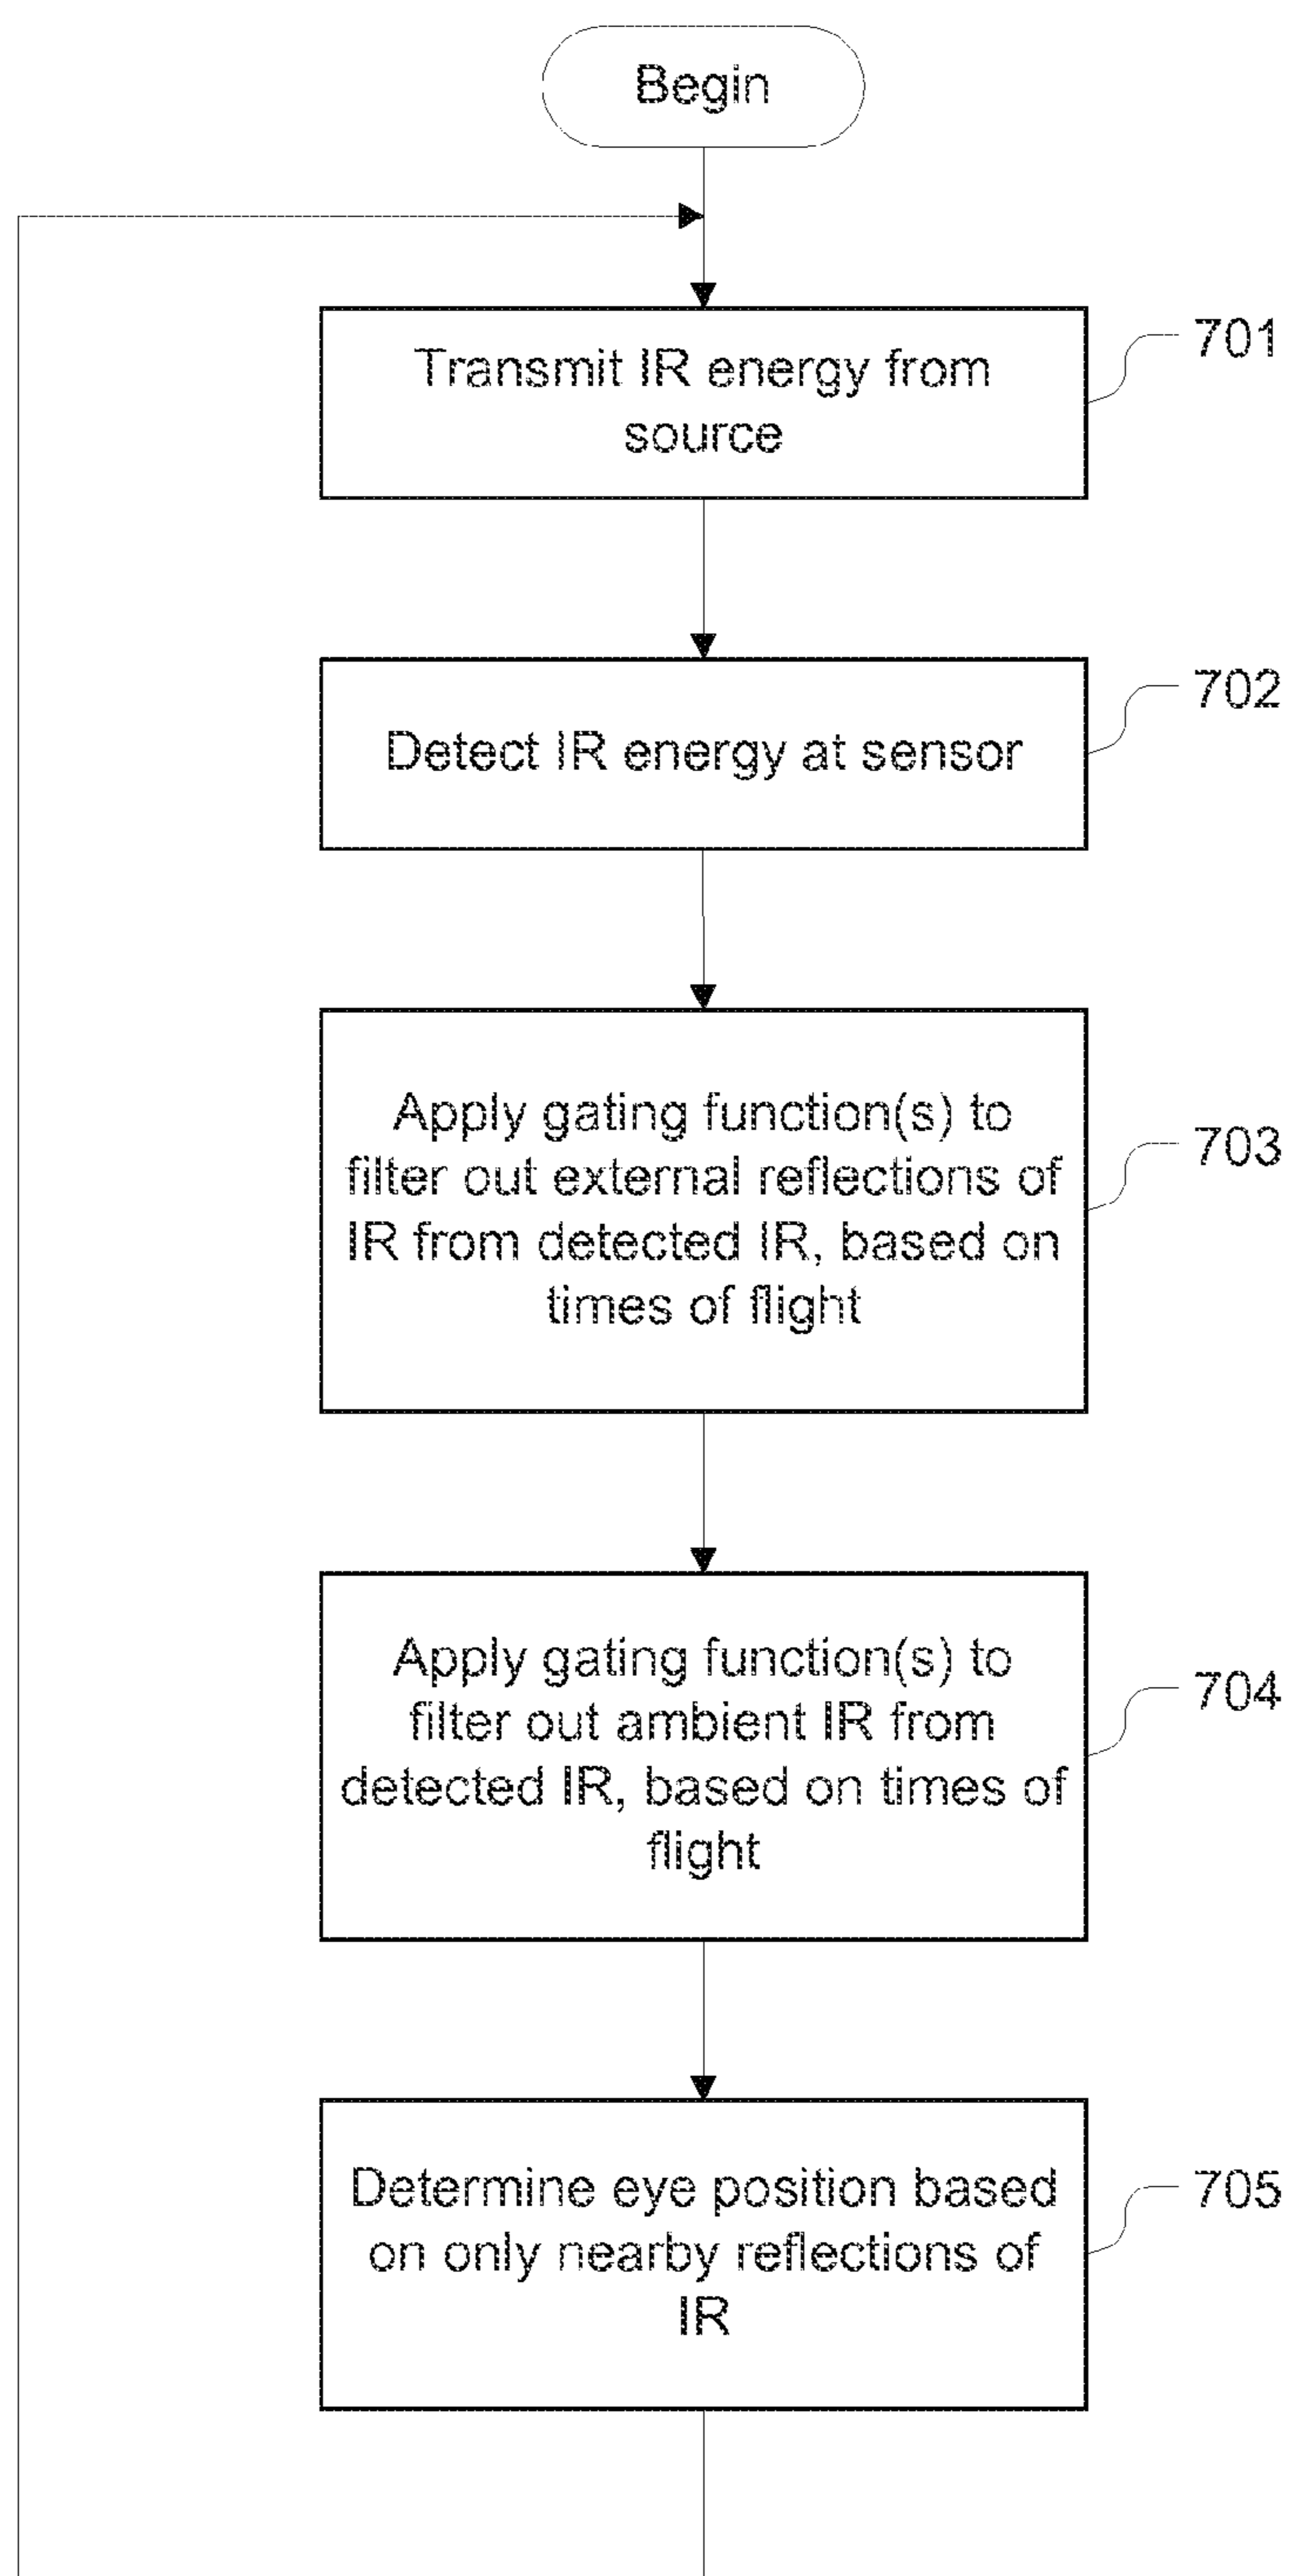 Begin
Transmit IR energy from
source
701
Detect IR energy at sensor
702
Apply gating function(s) to
filter out external reflections of
IR from detected IR, based on
times of flight
703
Apply gating function(s) to
filter out ambient IR from
detected IR, based on times of
flight
704
Determine eye position based
on only nearby reflections of
IR
705